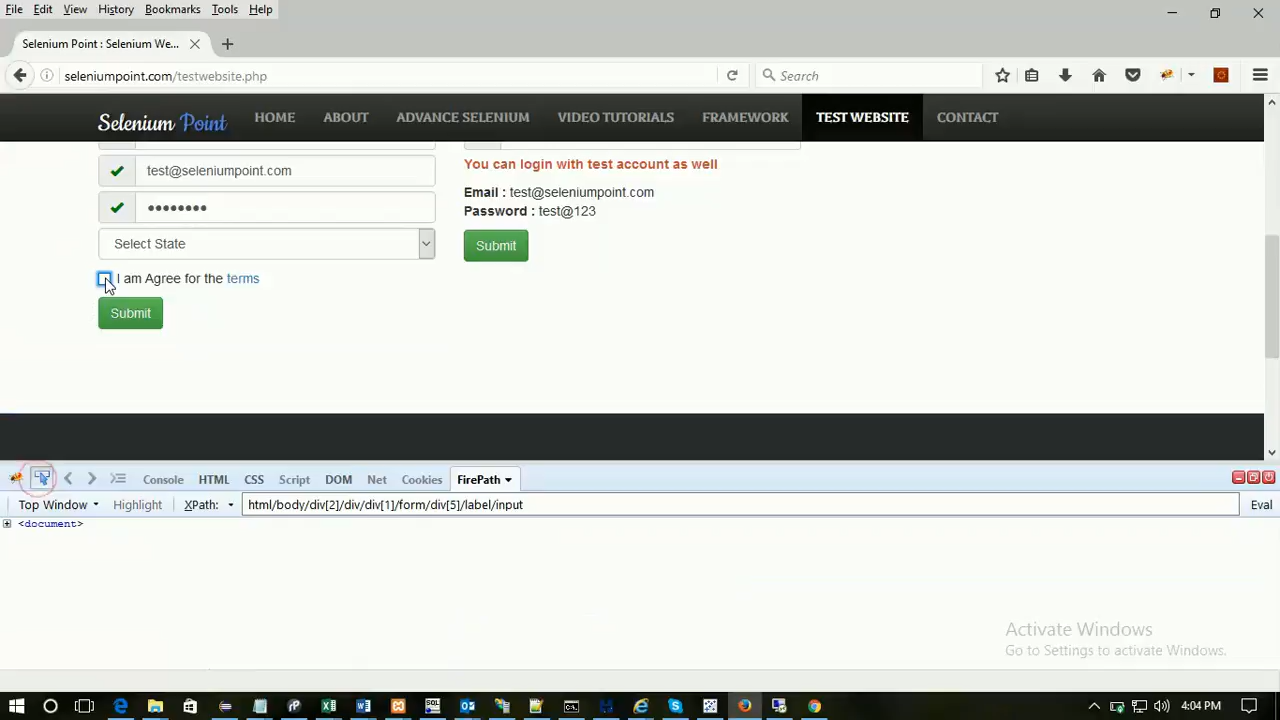 File Edit View History Bookmarks Tools Help
Selenium Point : Selenium We...
seleniumpoint.com/testwebsite.php
Search
Selenium Point
HOME ABOUT ADVANCE SELENIUM VIDEO TUTORIALS FRAMEWORK TEST WEBSITE CONTACT
test@seleniumpoint.com
••••••••
Select State
I am Agree for the terms
Submit
You can login with test account as well
Email : test@seleniumpoint.com
Password : test@123
Submit
Console HTML CSS Script DOM Net Cookies FirePath
Top Window Highlight XPath: html/body/div[2]/div/div[1]/form/div[5]/label/input Eval
<document>
Activate Windows
Go to Settings to activate Windows.
4:04 PM